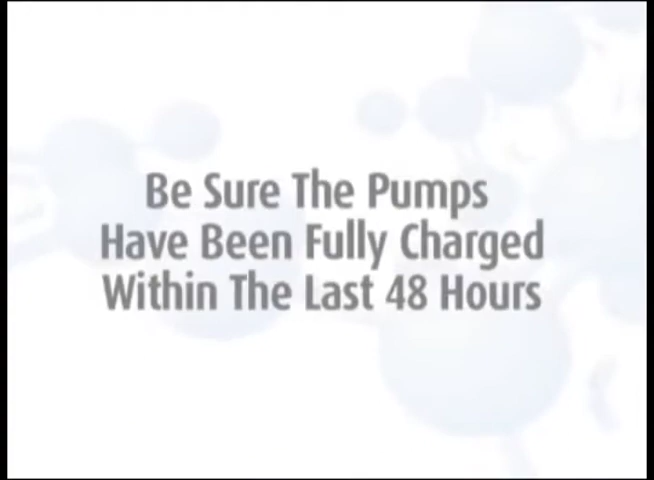 Be Sure The Pumps
Have Been Fully Charged
Within The Last 48 Hours